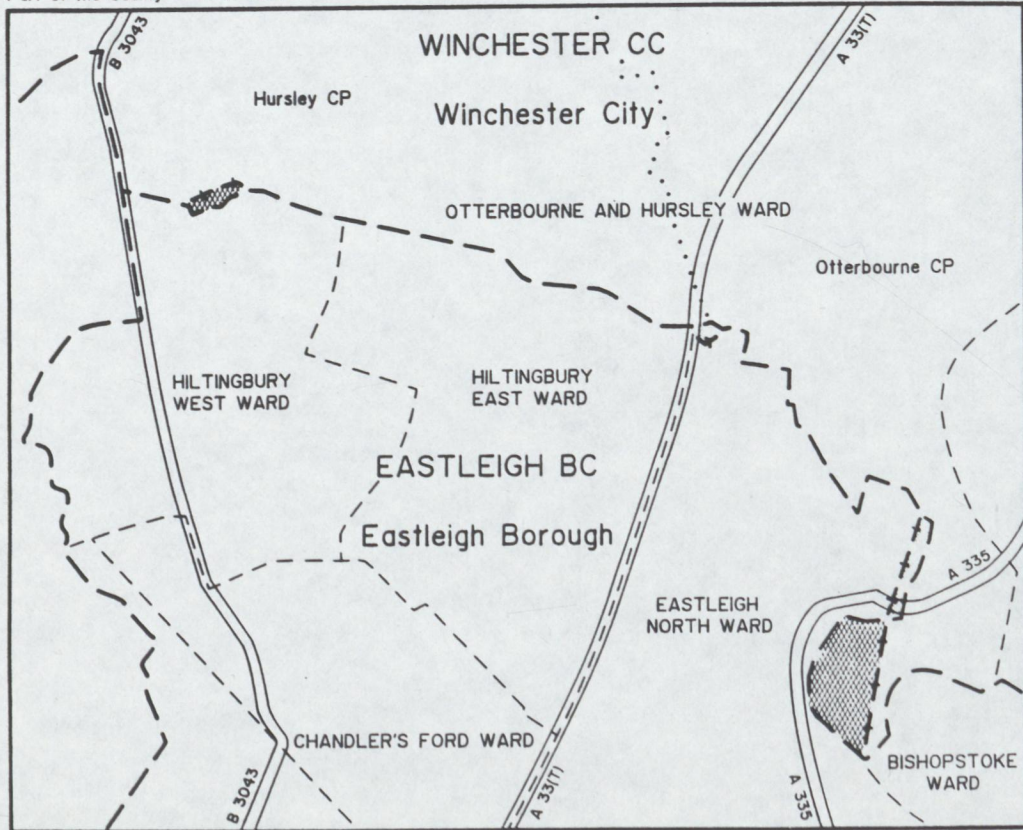 B 3043
WINCHESTER CC
A 33(T)
Hursley CP
Winchester City
OTTERBOURNE AND HURSLEY WARD
Otterbourne CP
HILTINGBURY
WEST WARD
HILTINGBURY
EAST WARD
EASTLEIGH BC
Eastleigh Borough
A 335
EASTLEIGH
NORTH WARD
CHANDLER'S FORD WARD
BISHOPSTOKE
WARD
B 3043
A 33(T)
A 335